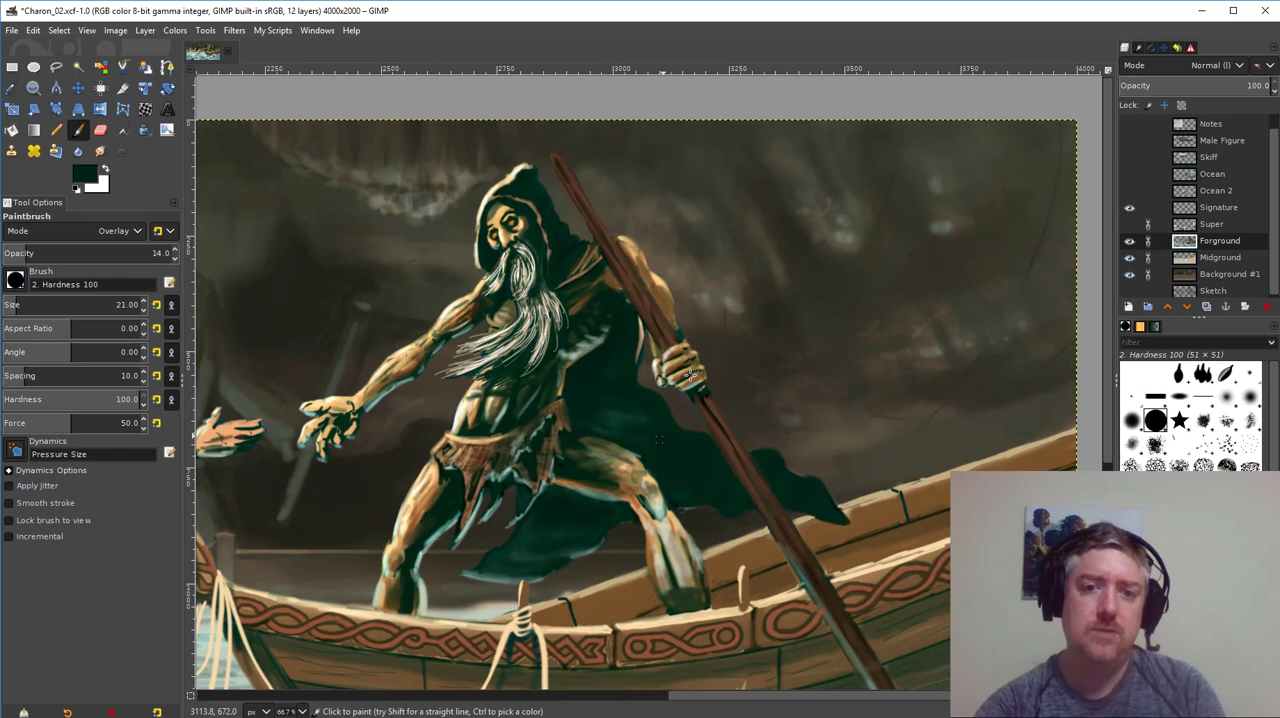 *Charon_02.xcf-1.0 (RGB color 8-bit gamma integer, GIMP built-in sRGB, 12 layers) 4000x2000 – GIMP
File Edit Select View Image Layer Colors Tools Filters My Scripts Windows Help
Tool Options
Paintbrush
Mode Overlay
Opacity 14.0
Brush
2. Hardness 100
Size 21.00
Aspect Ratio 0.00
Angle 0.00
Spacing 10.0
Hardness 100.0
Force 50.0
Dynamics
Pressure Size
Dynamics Options
Apply Jitter
Smooth stroke
Lock brush to view
Incremental
2250 2500 2750 3000 3250 3500 3750 4000
Mode Normal (l)
Opacity 100.0
Lock:
Notes
Male Figure
Skiff
Ocean
Ocean 2
Signature
Super
Forground
Midground
Background #1
Sketch
filter
2. Hardness 100 (51 × 51)
3113.8, 672.0 px 66.7 % Click to paint (try Shift for a straight line, Ctrl to pick a color)